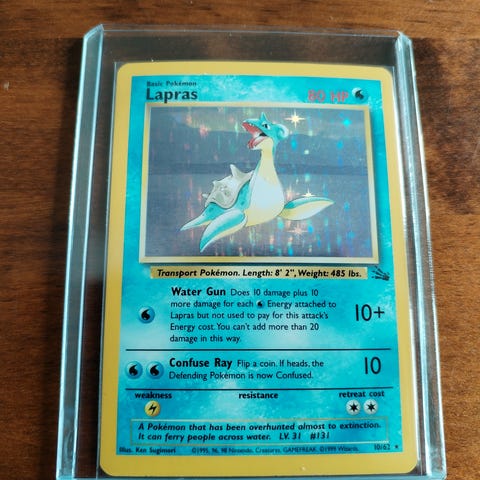 Basic Pokémon
Lapras 80 HP
Transport Pokémon. Length: 8' 2", Weight: 485 lbs.
Water Gun Does 10 damage plus 10
more damage for each Energy attached to
Lapras but not used to pay for this attack's
Energy cost. You can't add more than 20
damage in this way.
10+
Confuse Ray Flip a coin. If heads, the
Defending Pokémon is now Confused.
10
weakness resistance retreat cost
A Pokémon that has been overhunted almost to extinction.
It can ferry people across water. LV. 31 #131
Illus. Ken Sugimori ©1995, 96, 98 Nintendo, Creatures, GAMEFREAK. ©1999 Wizards. 10/62